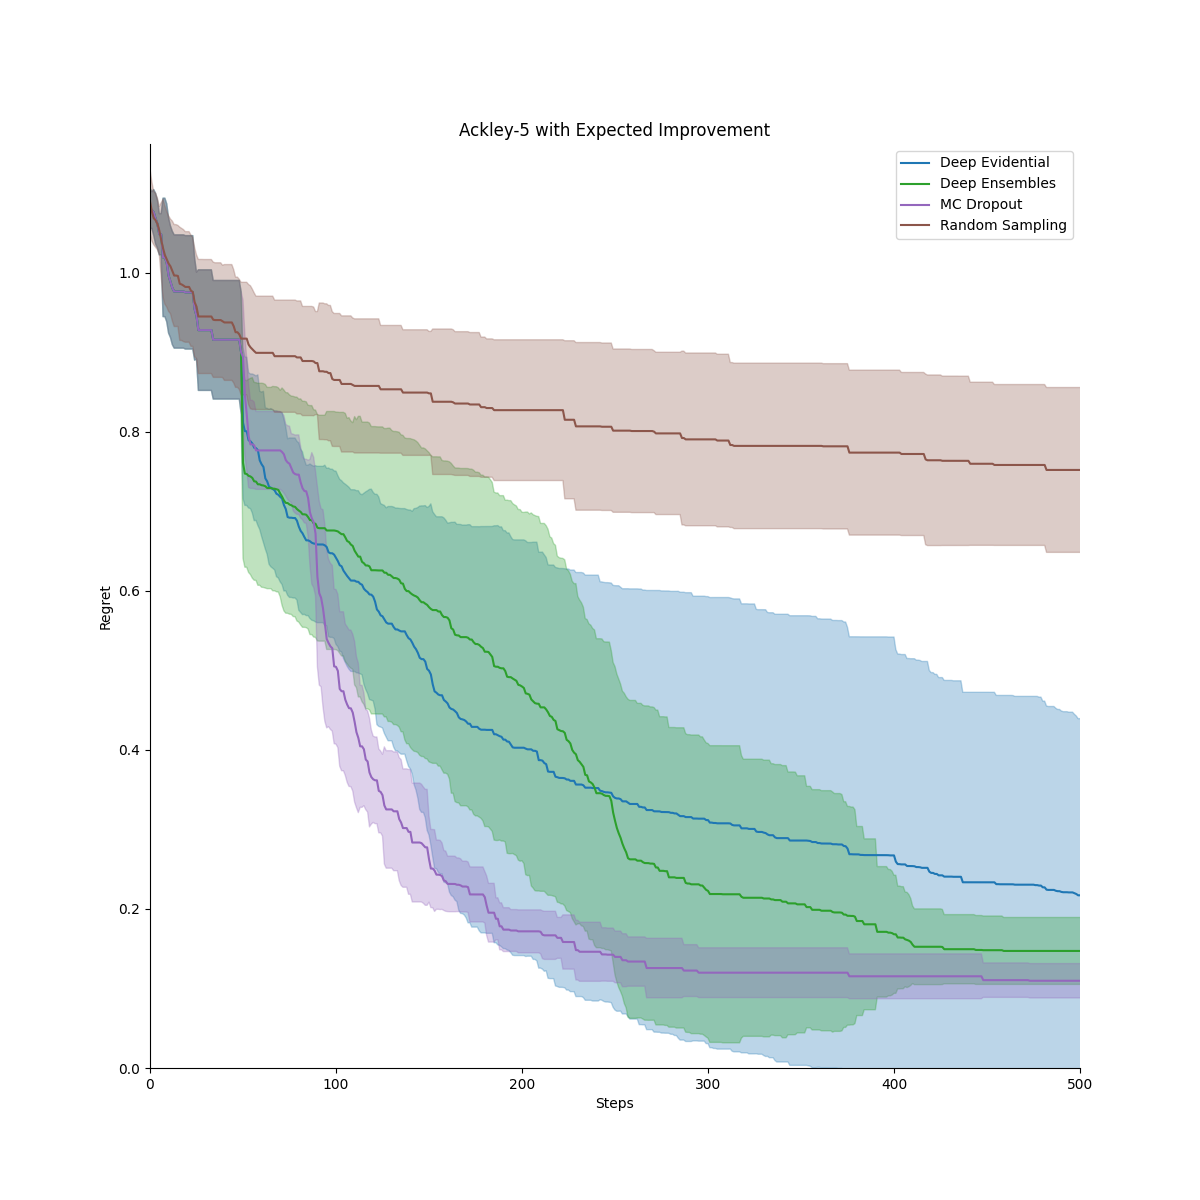 Ackley-5 with Expected Improvement
Deep Evidential
Deep Ensembles
MC Dropout
Random Sampling
Regret
1.0
0.8
0.6
0.4
0.2
0.0
0 100 200 300 400 500
Steps